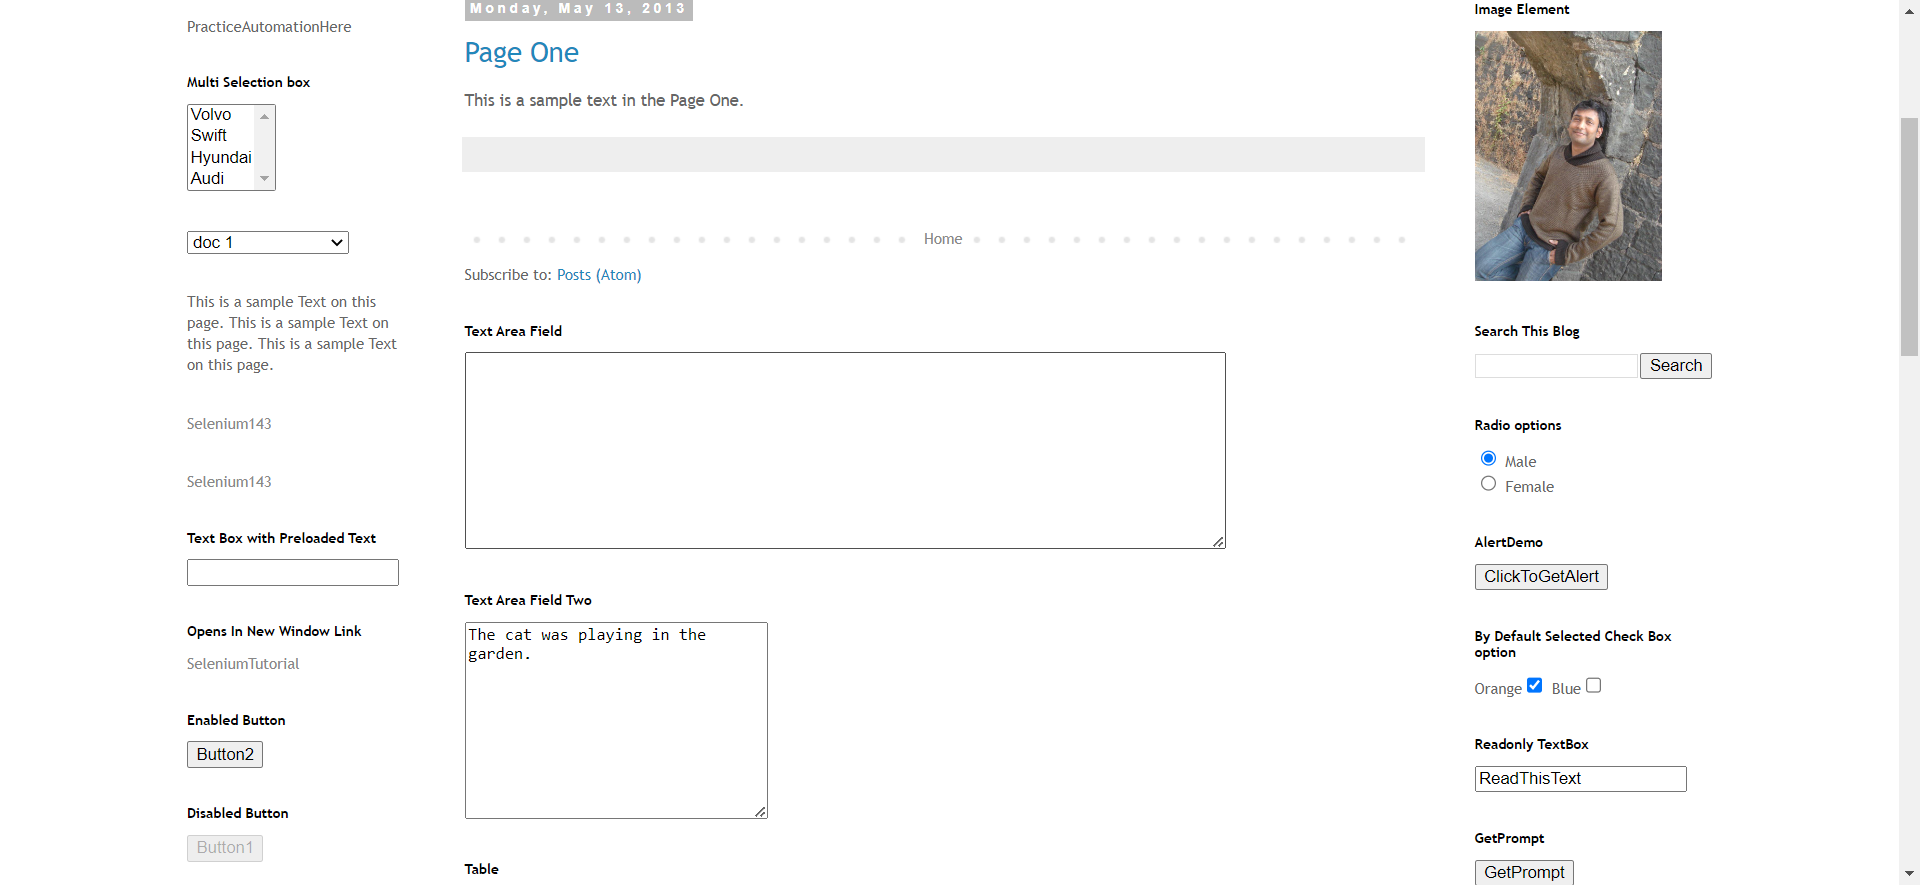 PracticeAutomationHere
Multi Selection box
Volvo
Swift
Hyundai
Audi
doc 1
This is a sample Text on this
page. This is a sample Text on
this page. This is a sample Text
on this page.
Selenium143
Selenium143
Text Box with Preloaded Text
Opens In New Window Link
SeleniumTutorial
Enabled Button
Button2
Disabled Button
Button1
Monday, May 13, 2013
Page One
This is a sample text in the Page One.
Home
Subscribe to: Posts (Atom)
Text Area Field
Text Area Field Two
The cat was playing in the
garden.
Table
Image Element
Search This Blog
Search
Radio options
Male
Female
AlertDemo
ClickToGetAlert
By Default Selected Check Box
option
Orange Blue
Readonly TextBox
ReadThisText
GetPrompt
GetPrompt